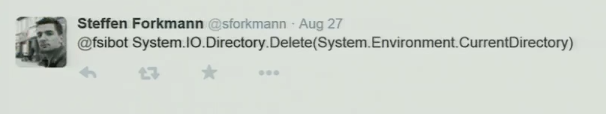 Steffen Forkmann @sforkmann · Aug 27
@fsibot System.IO.Directory.Delete(System.Environment.CurrentDirectory)